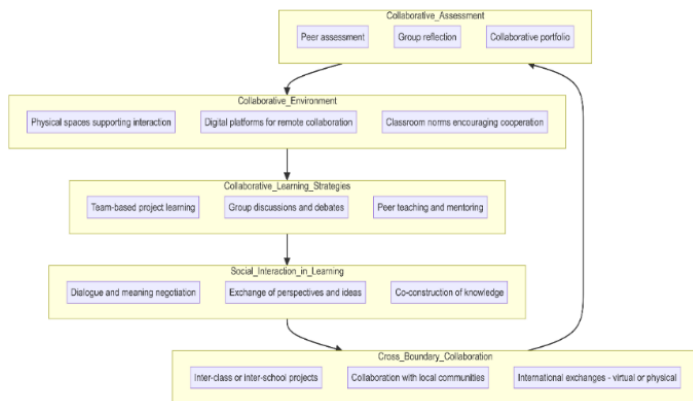 Collaborative_Assessment
Peer assessment
Group reflection
Collaborative portfolio
Collaborative_Environment
Physical spaces supporting interaction
Digital platforms for remote collaboration
Classroom norms encouraging cooperation
Collaborative_Learning_Strategies
Team-based project learning
Group discussions and debates
Peer teaching and mentoring
Social_Interaction_in_Learning
Dialogue and meaning negotiation
Exchange of perspectives and ideas
Co-construction of knowledge
Cross_Boundary_Collaboration
Inter-class or inter-school projects
Collaboration with local communities
International exchanges - virtual or physical